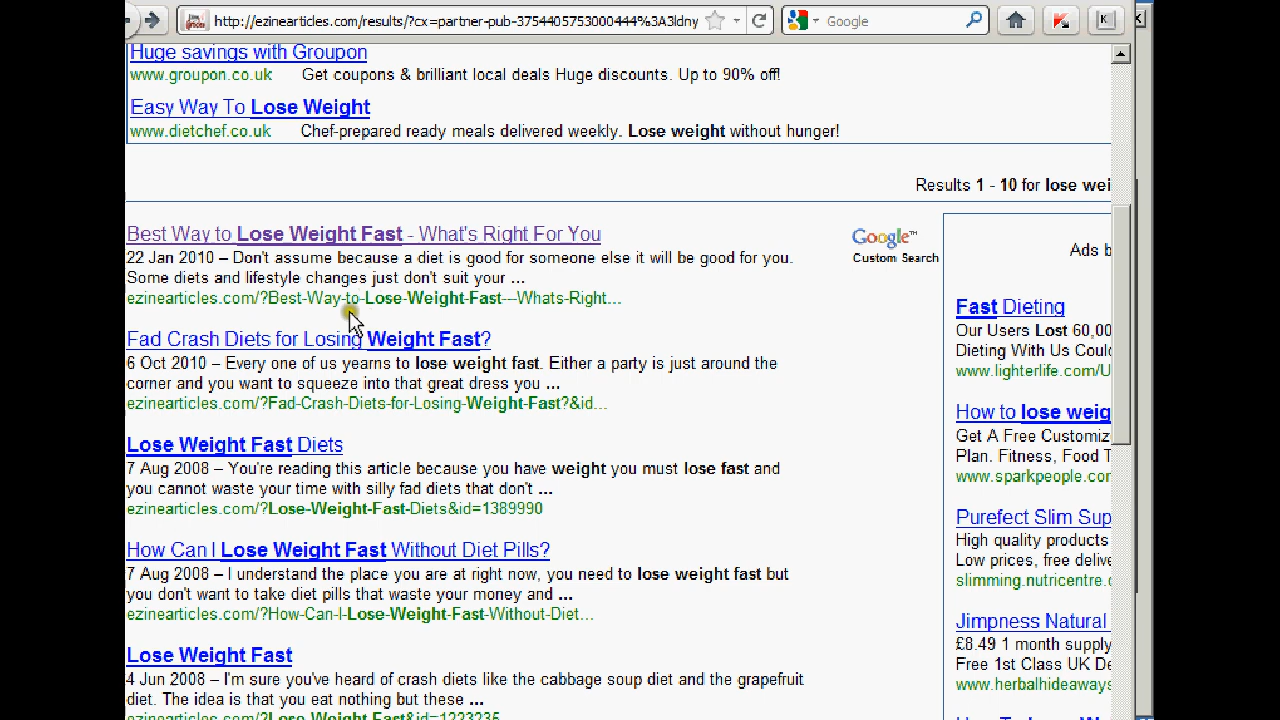 http://ezinearticles.com/results/?cx=partner-pub-3754405753000444%3A3ldny
Google
K
Huge savings with Groupon
www.groupon.co.uk Get coupons & brilliant local deals Huge discounts. Up to 90% off!
Easy Way To Lose Weight
www.dietchef.co.uk Chef-prepared ready meals delivered weekly. Lose weight without hunger!
Results 1 - 10 for lose wei
Best Way to Lose Weight Fast - What's Right For You
22 Jan 2010 – Don't assume because a diet is good for someone else it will be good for you.
Some diets and lifestyle changes just don't suit your ...
ezinearticles.com/?Best-Way-to-Lose-Weight-Fast---Whats-Right...
Fad Crash Diets for Losing Weight Fast?
6 Oct 2010 – Every one of us yearns to lose weight fast. Either a party is just around the
corner and you want to squeeze into that great dress you ...
ezinearticles.com/?Fad-Crash-Diets-for-Losing-Weight-Fast?&id...
Lose Weight Fast Diets
7 Aug 2008 – You're reading this article because you have weight you must lose fast and
you cannot waste your time with silly fad diets that don't ...
ezinearticles.com/?Lose-Weight-Fast-Diets&id=1389990
How Can I Lose Weight Fast Without Diet Pills?
7 Aug 2008 – I understand the place you are at right now, you need to lose weight fast but
you don't want to take diet pills that waste your money and ...
ezinearticles.com/?How-Can-I-Lose-Weight-Fast-Without-Diet...
Lose Weight Fast
4 Jun 2008 – I'm sure you've heard of crash diets like the cabbage soup diet and the grapefruit
diet. The idea is that you eat nothing but these ...
ezinearticles.com/?Lose-Weight-Fast&id=1223235
Google™
Custom Search
Ads b
Fast Dieting
Our Users Lost 60,00
Dieting With Us Coul
www.lighterlife.com/U
How to lose weig
Get A Free Customiz
Plan. Fitness, Food T
www.sparkpeople.com
Purefect Slim Sup
High quality products
Low prices, free delive
slimming.nutricentre.
Jimpness Natural
£8.49 1 month supply
Free 1st Class UK De
www.herbalhideaways